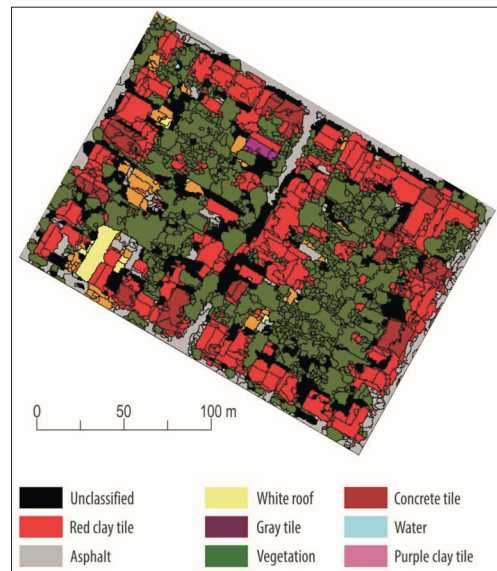 0 50 100 m
Unclassified White roof Concrete tile
Red clay tile Gray tile Water
Asphalt Vegetation Purple clay tile